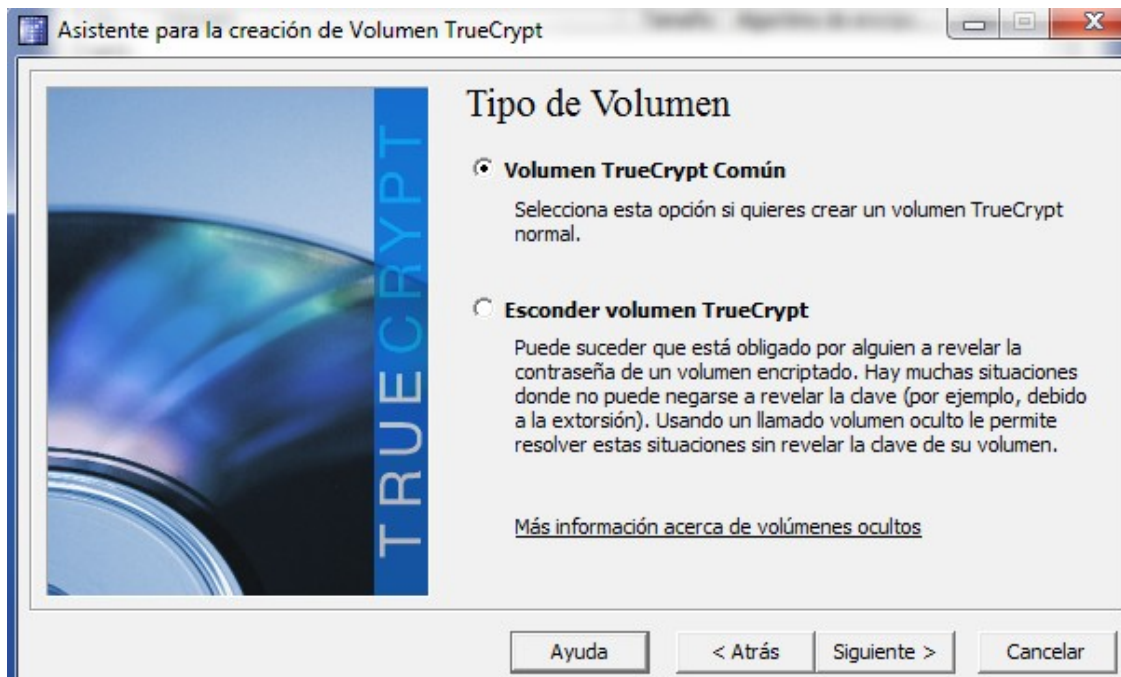 Asistente para la creación de Volumen TrueCrypt
TRUECRYPT
Tipo de Volumen
Volumen TrueCrypt Común
Selecciona esta opción si quieres crear un volumen TrueCrypt
normal.
Esconder volumen TrueCrypt
Puede suceder que está obligado por alguien a revelar la
contraseña de un volumen encriptado. Hay muchas situaciones
donde no puede negarse a revelar la clave (por ejemplo, debido
a la extorsión). Usando un llamado volumen oculto le permite
resolver estas situaciones sin revelar la clave de su volumen.
Más información acerca de volúmenes ocultos
Ayuda
< Atrás
Siguiente >
Cancelar